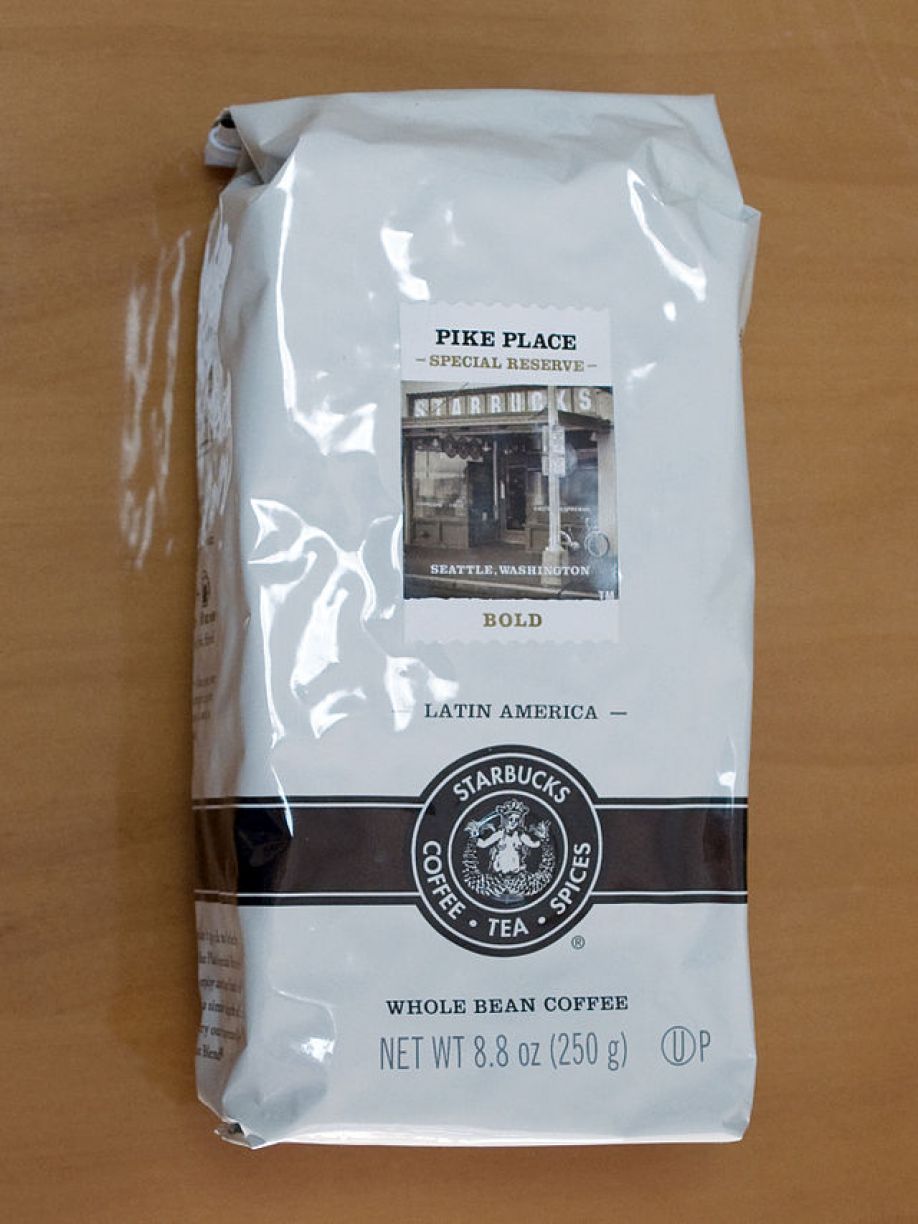 PIKE PLACE
–SPECIAL RESERVE–
STARBUCKS
SEATTLE, WASHINGTON
TM
BOLD
— LATIN AMERICA —
STARBUCKS
COFFEE • TEA • SPICES
®
WHOLE BEAN COFFEE
NET WT 8.8 oz (250 g)
Ⓤ P